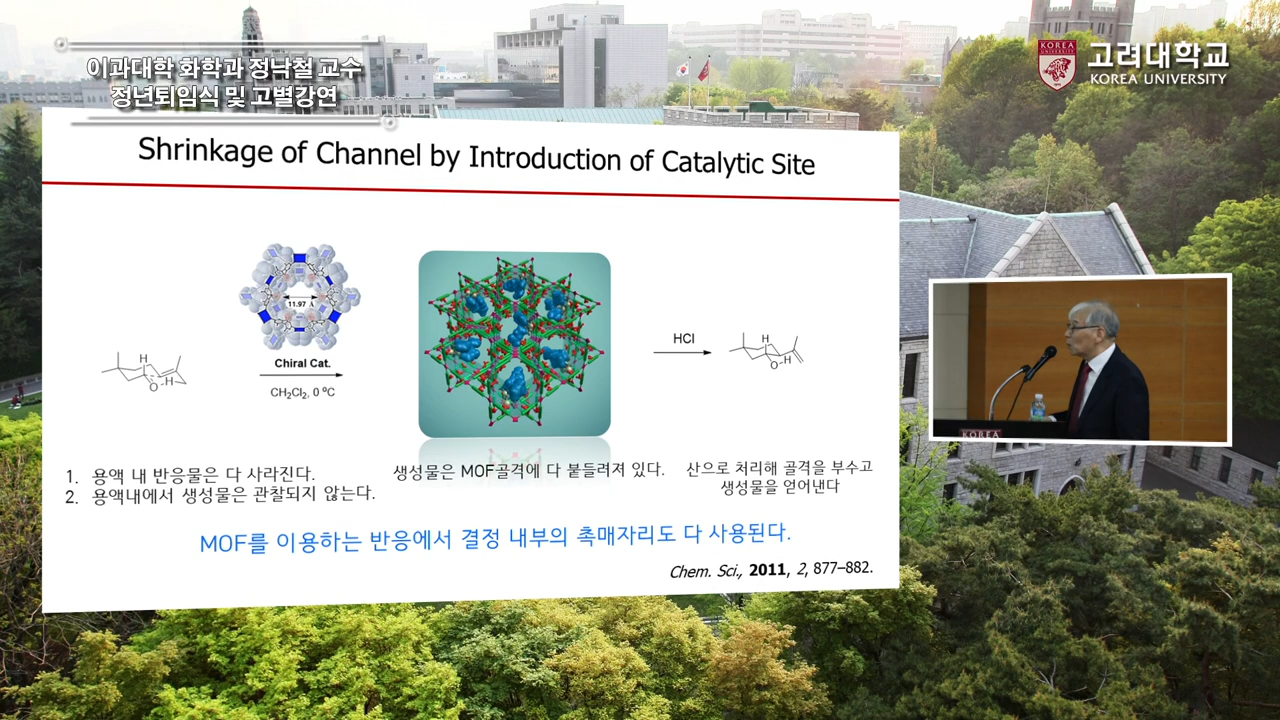 이과대학 화학과 정낙철 교수
정년퇴임식 및 고별강연
KOREA
UNIVERSITY
고려대학교
KOREA UNIVERSITY
Shrinkage of Channel by Introduction of Catalytic Site
11.97 Å
Chiral Cat.
CH2Cl2, 0 ºC
H
O
H
HCl
H
O
H
1. 용액 내 반응물은 다 사라진다.
2. 용액내에서 생성물은 관찰되지 않는다.
생성물은 MOF골격에 다 붙들려져 있다.
산으로 처리해 골격을 부수고
생성물을 얻어낸다
MOF를 이용하는 반응에서 결정 내부의 촉매자리도 다 사용된다.
Chem. Sci., 2011, 2, 877–882.
KOREA